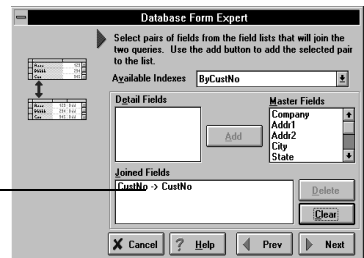 Database Form Expert
Select pairs of fields from the field lists that will join the
two queries. Use the add button to add the selected pair
to the list.
Available Indexes ByCustNo
Detail Fields Master Fields
Company
Addr1
Add Addr2
City
State
Joined Fields
CustNo -> CustNo
Delete
Clear
Cancel ? Help Prev Next